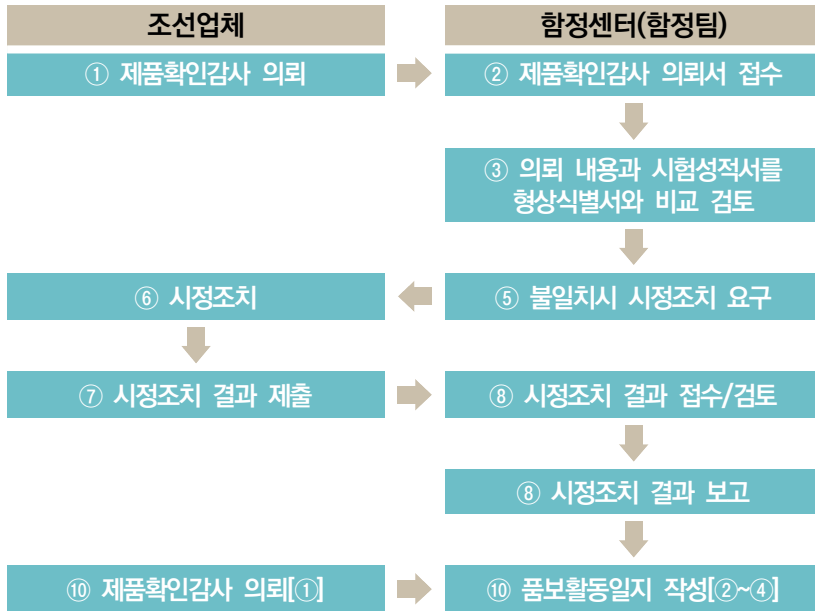 조선업체
함정센터(함정팀)
① 제품확인감사 의뢰
② 제품확인감사 의뢰서 접수
③ 의뢰 내용과 시험성적서를
형상식별서와 비교 검토
⑥ 시정조치
⑤ 불일치시 시정조치 요구
⑦ 시정조치 결과 제출
⑧ 시정조치 결과 접수/검토
⑧ 시정조치 결과 보고
⑩ 제품확인감사 의뢰[①]
⑩ 품보활동일지 작성[②~④]